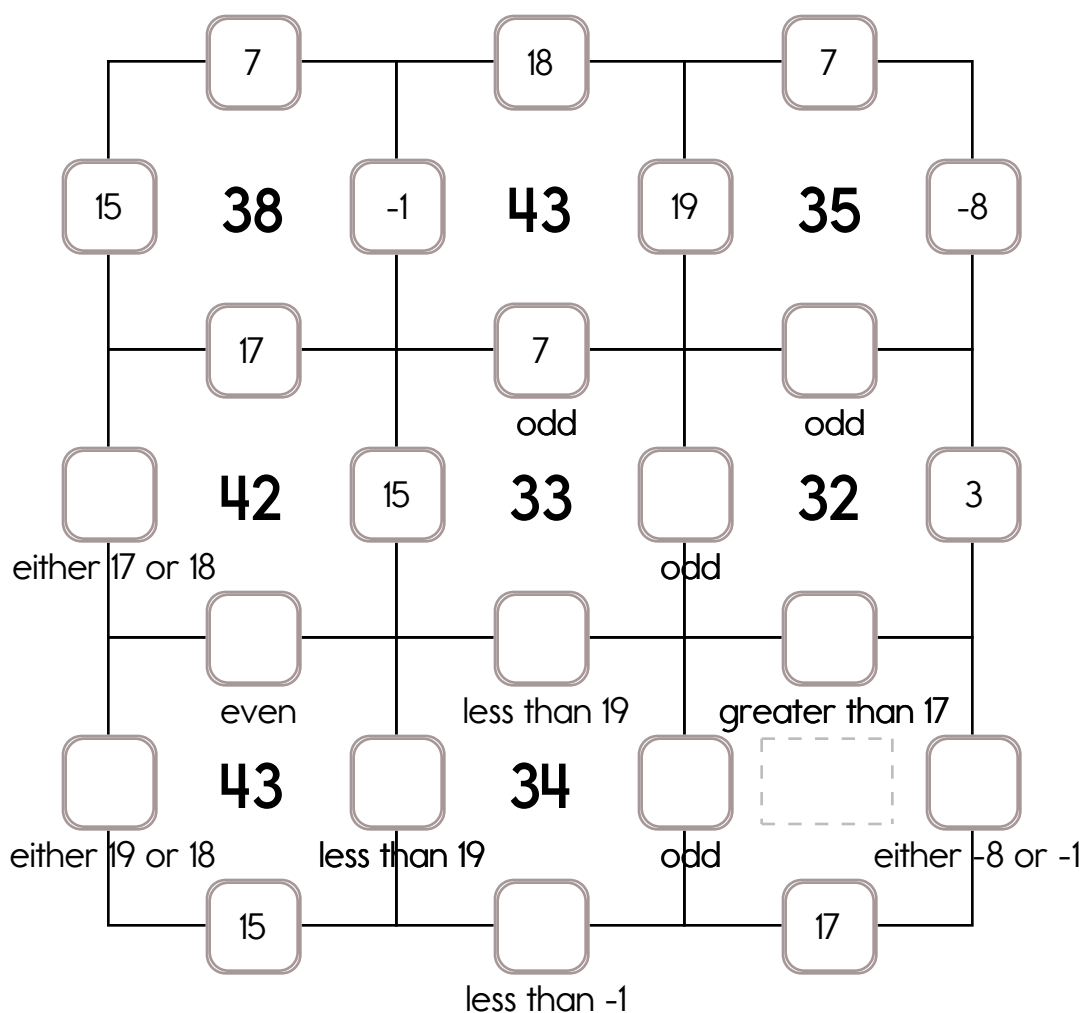 7 18 7
15 38 -1 43 19 35 -8
17 7
odd odd
42 15 33 32 3
either 17 or 18 odd
even less than 19 greater than 17
43 34
either 19 or 18 less than 19 odd either -8 or -1
15 17
less than -1